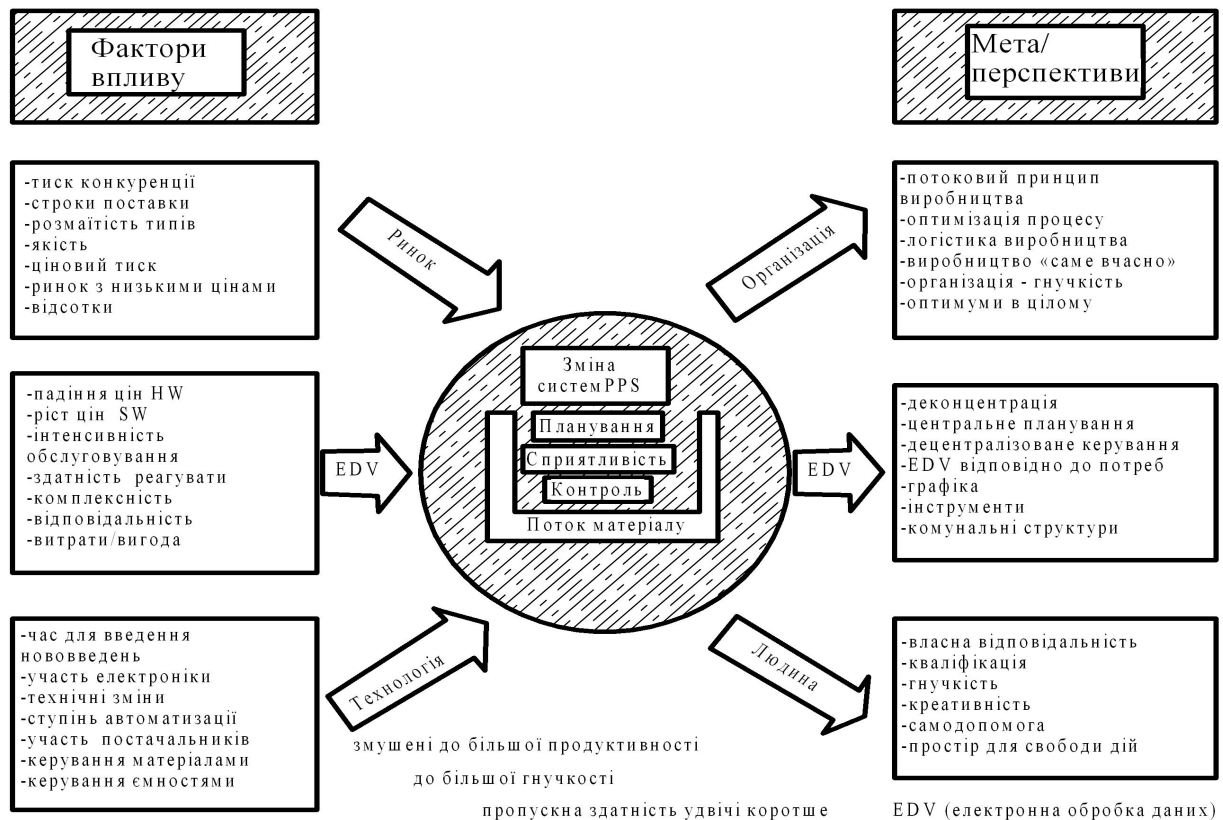 Фактори
впливу
Мета/
перспективи
-тиск конкуренції
-строки поставки
-розмаїтість типів
-якість
-ціновий тиск
-ринок з низькими цінами
-відсотки
Ринок
Організація
-потоковий принцип
виробництва
-оптимізація процесу
-логістика виробництва
-виробництво «саме вчасно»
-організація - гнучкість
-оптимуми в цілому
-падіння цін HW
-ріст цін SW
-інтенсивність
обслуговування
-здатність реагувати
-комплексність
-відповідальність
-витрати/вигода
EDV
Зміна
системPPS
Планування
Сприятливість
Контроль
Поток матеріалу
EDV
-деконцентрація
-центральне планування
-децентралізоване керування
-EDV відповідно до потреб
-графіка
-інструменти
-комунальні структури
-час для введення
нововведень
-участь електроніки
-технічні зміни
-ступінь автоматизації
-участь постачальників
-керування матеріалами
-керування ємностями
Технологія
Людина
-власна відповідальність
-кваліфікація
-гнучкість
-креативність
-самодопомога
-простір для свободи дій
змушені до більшої продуктивності
до більшої гнучкості
пропускна здатність удвічі коротше
EDV (електронна обробка даних)